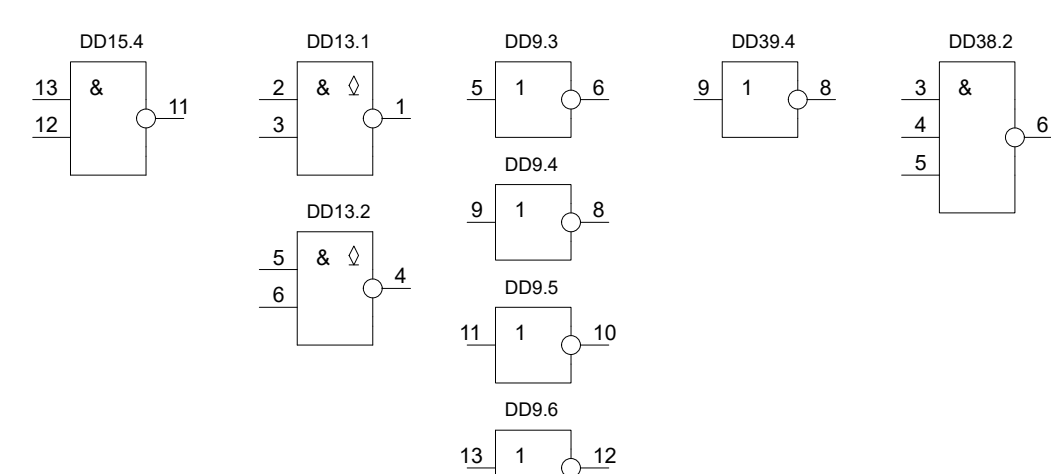 DD15.4 DD13.1 DD9.3 DD39.4 DD38.2
13 & 2 & ◊ 5 1 6 9 1 8 3 &
11 1
12 3 4 6
DD9.4 5
DD13.2 9 1 8
5 & ◊ 4
6 DD9.5
11 1 10
DD9.6
13 1 12